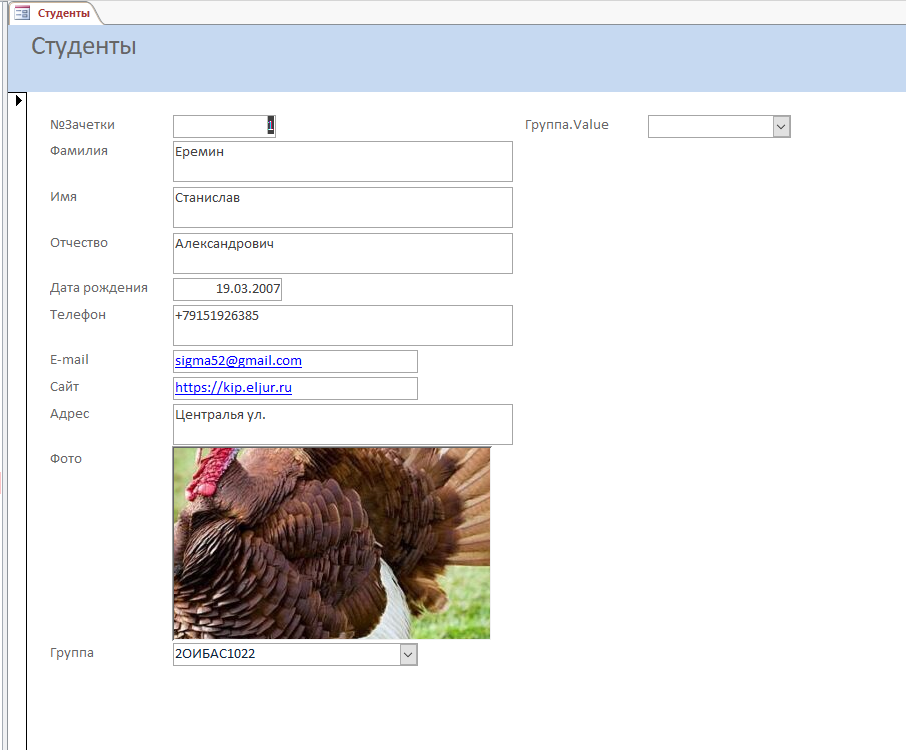 Студенты
Студенты
№Зачетки 1 Группа.Value
Фамилия Еремин
Имя Станислав
Отчество Александрович
Дата рождения 19.03.2007
Телефон +79151926385
E-mail sigma52@gmail.com
Сайт https://kip.eljur.ru
Адрес Централья ул.
Фото
Группа 2ОИБАС1022